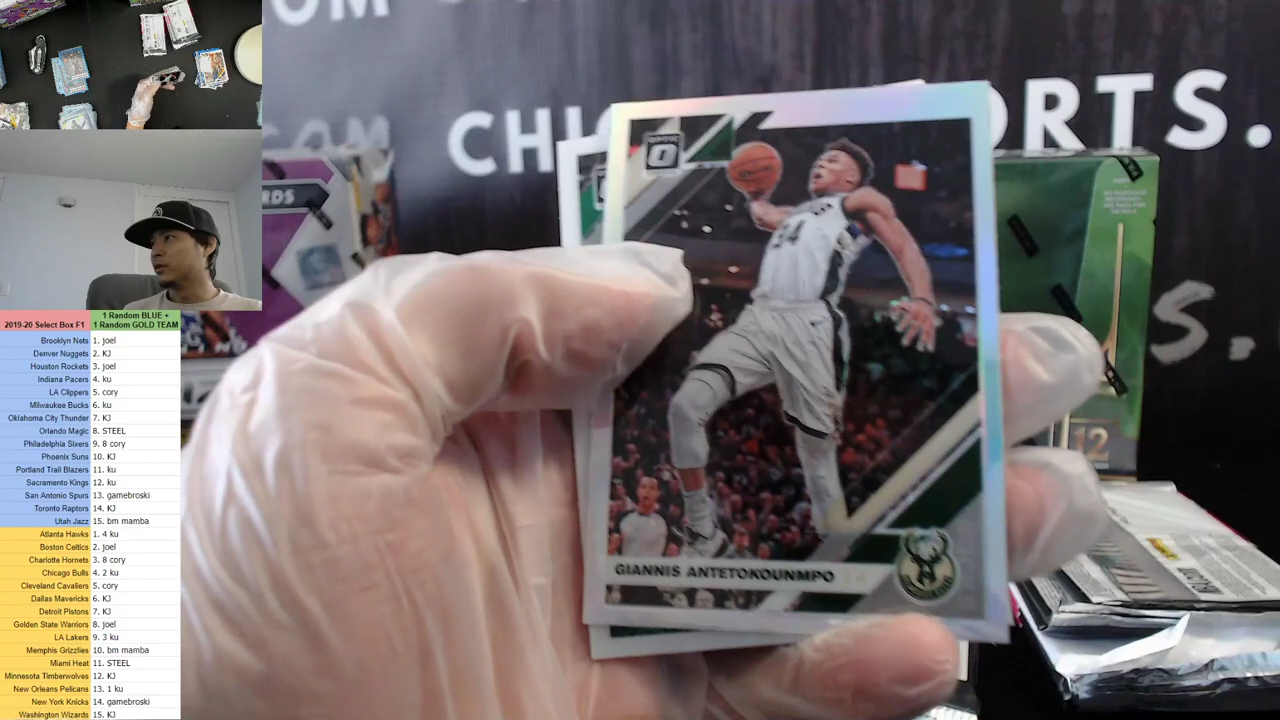 OM
CHI ORTS.
OM
S.
RDS
GIANNIS ANTETOKOUNMPO
34
12
2019-20 Select Box F1 1 Random BLUE + 1 Random GOLD TEAM
Brooklyn Nets 1. joel
Denver Nuggets 2. KJ
Houston Rockets 3. joel
Indiana Pacers 4. ku
LA Clippers 5. cory
Milwaukee Bucks 6. ku
Oklahoma City Thunder 7. KJ
Orlando Magic 8. STEEL
Philadelphia Sixers 9. 8 cory
Phoenix Suns 10. KJ
Portland Trail Blazers 11. ku
Sacramento Kings 12. ku
San Antonio Spurs 13. gamebroski
Toronto Raptors 14. KJ
Utah Jazz 15. bm mamba
Atlanta Hawks 1. 4 ku
Boston Celtics 2. joel
Charlotte Hornets 3. 8 cory
Chicago Bulls 4. 2 ku
Cleveland Cavaliers 5. cory
Dallas Mavericks 6. KJ
Detroit Pistons 7. KJ
Golden State Warriors 8. joel
LA Lakers 9. 3 ku
Memphis Grizzlies 10. bm mamba
Miami Heat 11. STEEL
Minnesota Timberwolves 12. KJ
New Orleans Pelicans 13. 1 ku
New York Knicks 14. gamebroski
Washington Wizards 15. KJ